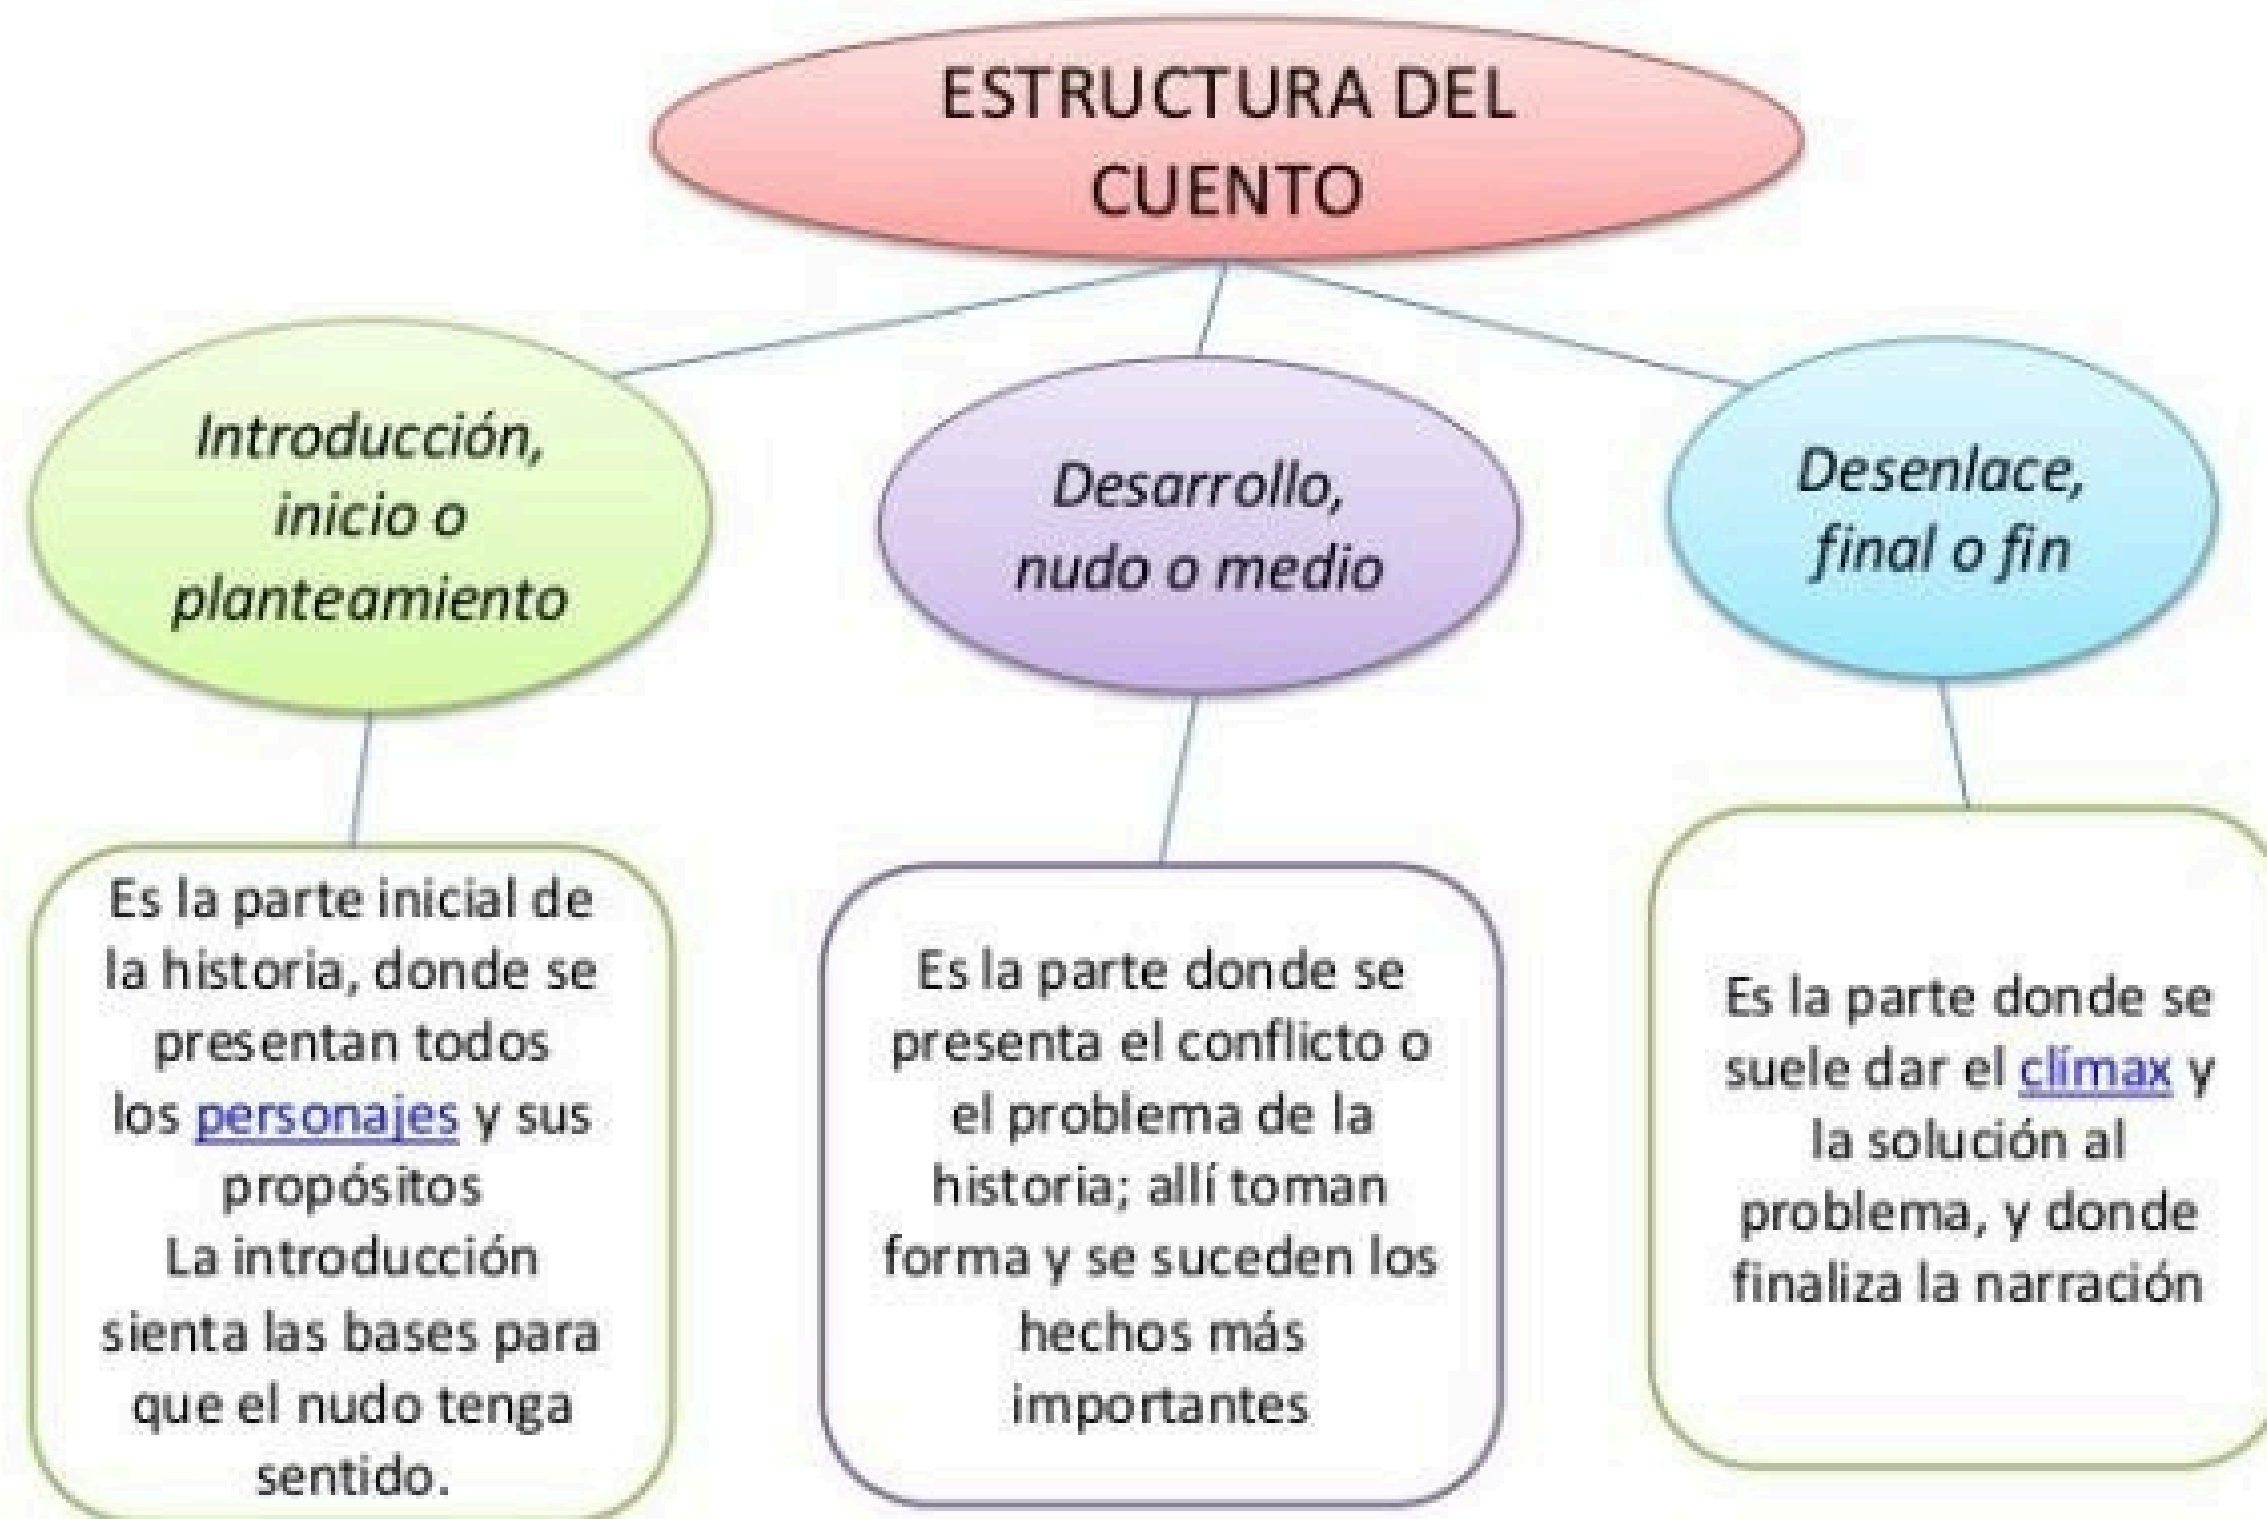 ESTRUCTURA DEL
CUENTO
Introducción,
inicio o
planteamiento
Desarrollo,
nudo o medio
Desenlace,
final o fin
Es la parte inicial de
la historia, donde se
presentan todos
los personajes y sus
propósitos
La introducción
sienta las bases para
que el nudo tenga
sentido.
Es la parte donde se
presenta el conflicto o
el problema de la
historia; allí toman
forma y se suceden los
hechos más
importantes
Es la parte donde se
suele dar el clímax y
la solución al
problema, y donde
finaliza la narración